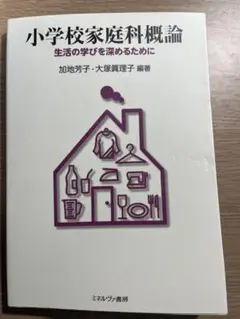 小学校家庭科概論
生活の学びを深めるために
加地芳子・大塚眞理子 編著
ミネルヴァ書房